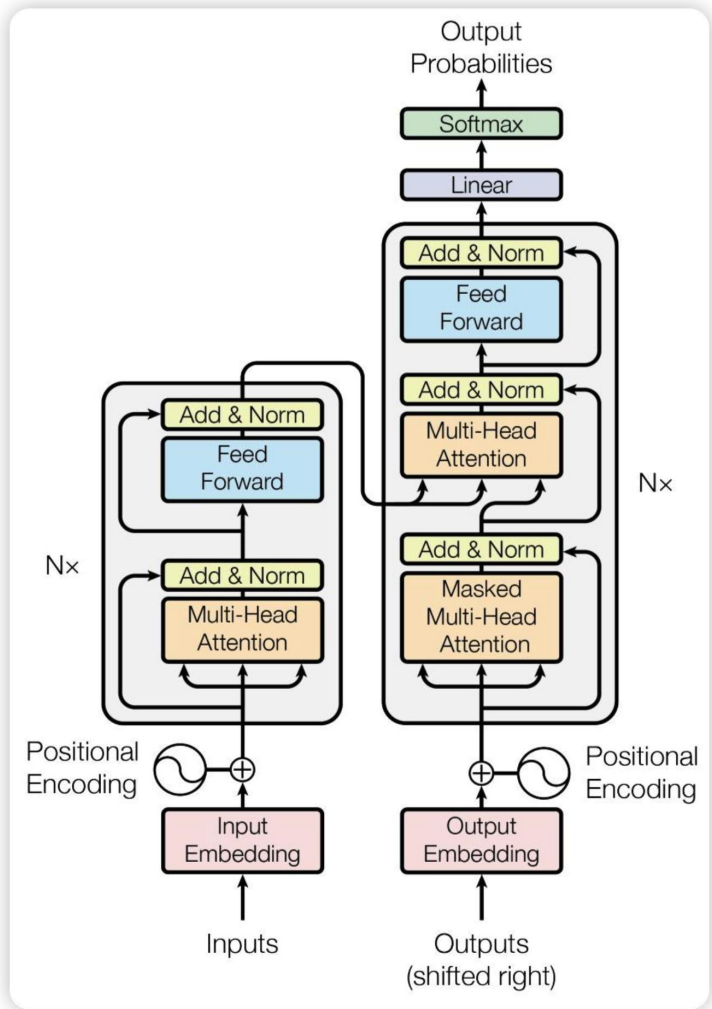 Output
Probabilities
Softmax
Linear
Add & Norm
Feed
Forward
Add & Norm
Multi-Head
Attention
Add & Norm
Masked
Multi-Head
Attention
N×
Add & Norm
Feed
Forward
Add & Norm
Multi-Head
Attention
N×
Positional
Encoding
Positional
Encoding
Input
Embedding
Output
Embedding
Inputs
Outputs
(shifted right)